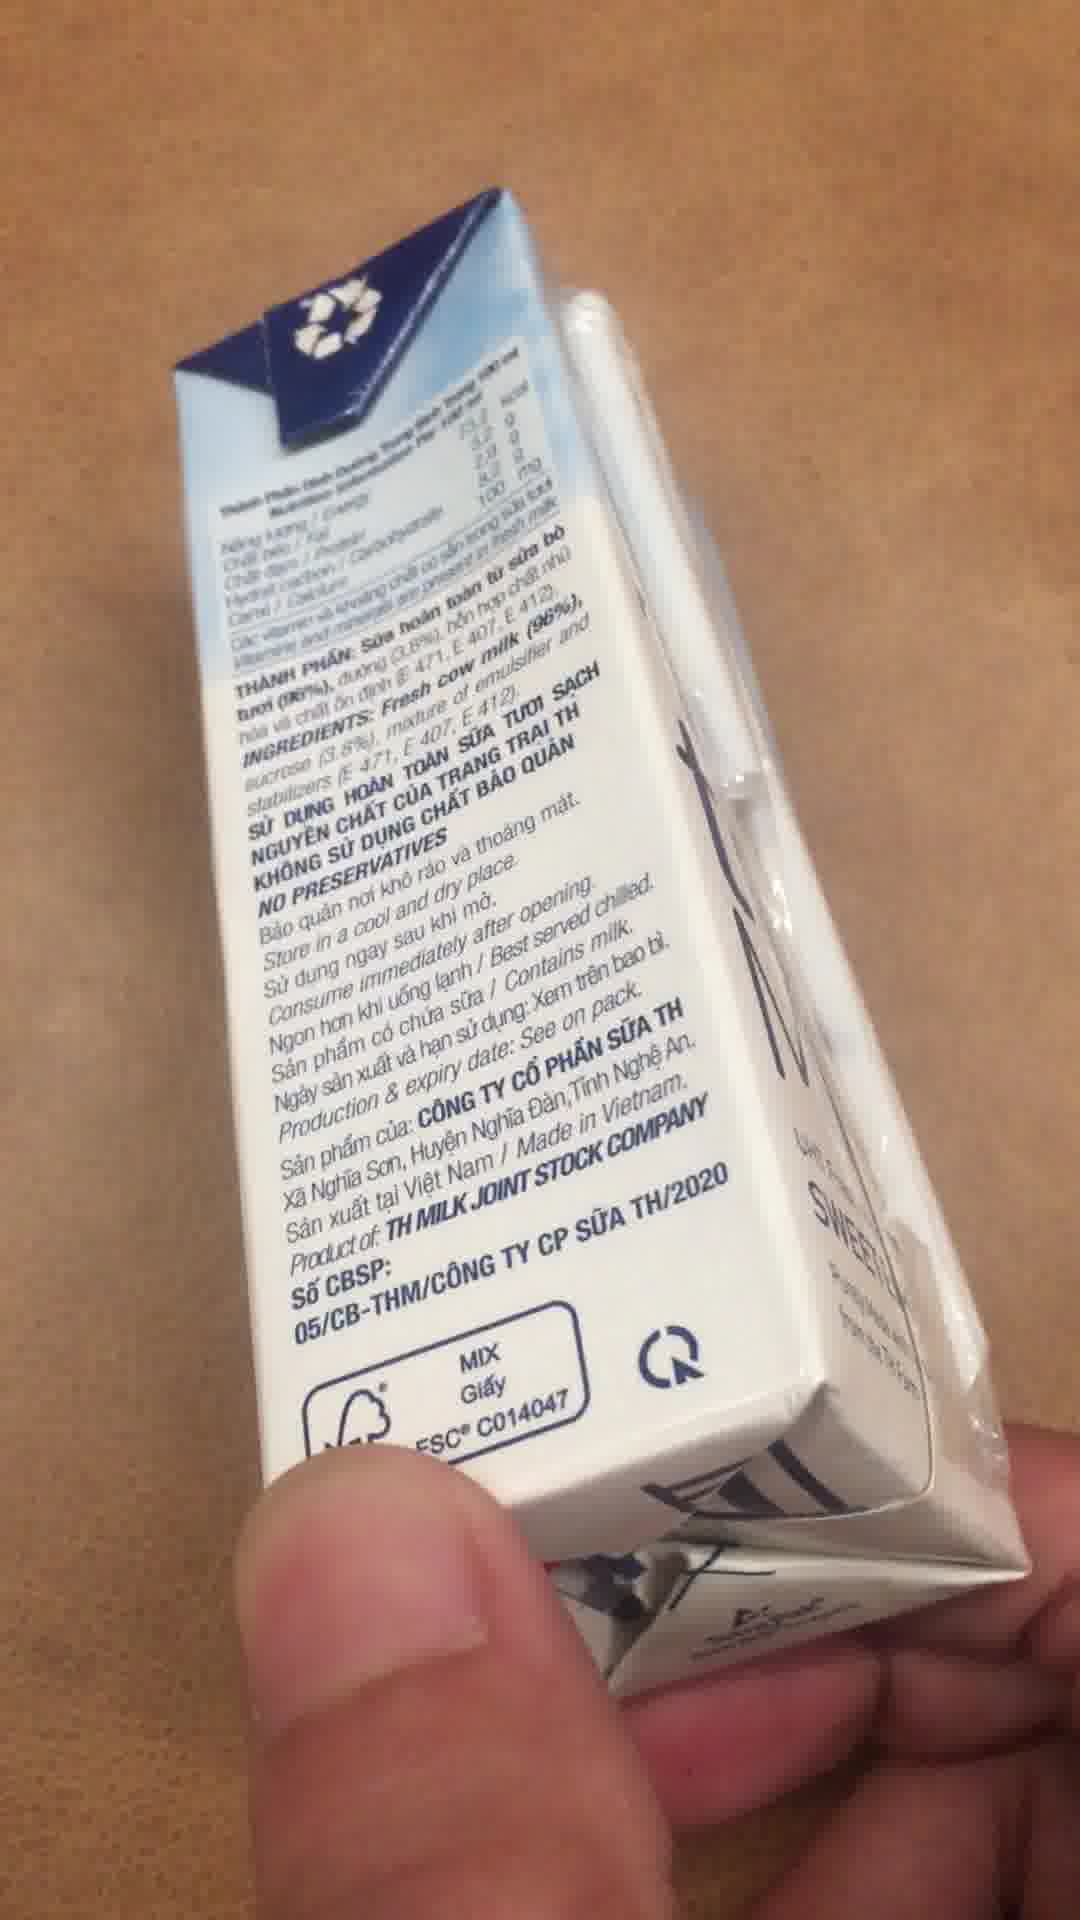 Thành Phần Dinh Dưỡng Trung Bình Trong 100 ml
Nutrition Information Per 100 ml
Năng lượng / Energy
Chất béo / Fat
Chất đạm / Protein
Hydrat cacbon / Carbohydrate
Canxi / Calcium 100 mg
Các vitamin và khoáng chất có sẵn trong sữa tươi
Vitamins and minerals are present in fresh milk
THÀNH PHẦN: Sữa hoàn toàn từ sữa bò
tươi (96%), đường (3.8%), hỗn hợp chất nhũ
hóa và chất ổn định (E 471, E 407, E 412).
INGREDIENTS: Fresh cow milk (96%),
sucrose (3.8%), mixture of emulsifier and
stabilizers (E 471, E 407, E 412).
SỬ DỤNG HOÀN TOÀN SỮA TƯƠI SẠCH
NGUYÊN CHẤT CỦA TRANG TRẠI TH
KHÔNG SỬ DỤNG CHẤT BẢO QUẢN
NO PRESERVATIVES
Bảo quản nơi khô ráo và thoáng mát.
Store in a cool and dry place.
Sử dụng ngay sau khi mở.
Consume immediately after opening.
Ngon hơn khi uống lạnh / Best served chilled.
Sản phẩm có chứa sữa / Contains milk.
Ngày sản xuất và hạn sử dụng: Xem trên bao bì.
Production & expiry date: See on pack.
Sản phẩm của: CÔNG TY CỔ PHẦN SỮA TH
Xã Nghĩa Sơn, Huyện Nghĩa Đàn, Tỉnh Nghệ An.
Sản xuất tại Việt Nam / Made in Vietnam.
Product of: TH MILK JOINT STOCK COMPANY
Số CBSP:
05/CB-THM/CÔNG TY CP SỮA TH/2020
MIX
Giấy
FSC® C014047